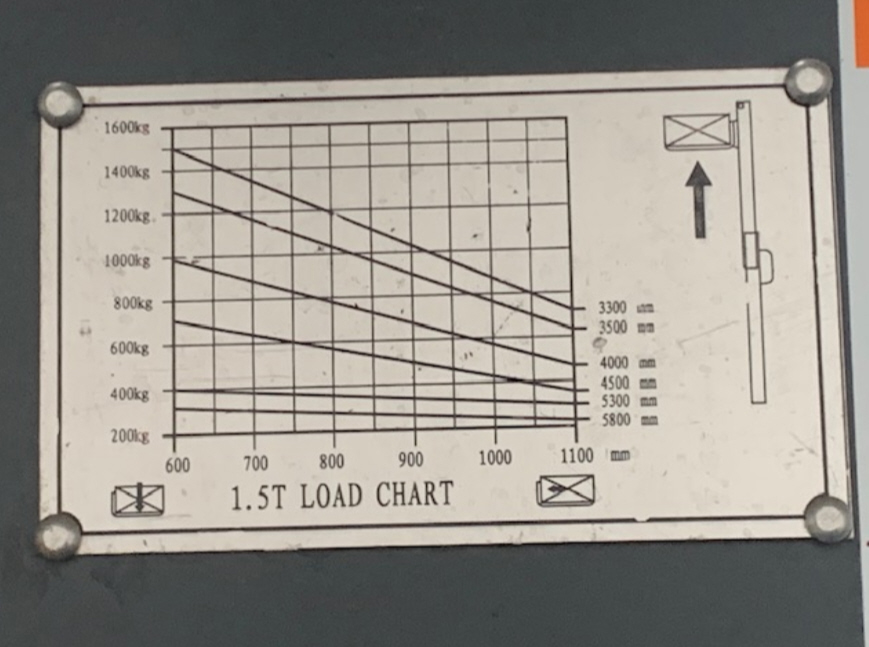 1600kg
1400kg
1200kg.
1000kg
800kg
600kg
400kg
200kg
3300 mm
3500 mm
4000 mm
4500 mm
5300 mm
5800 mm
600 700 800 900 1000 1100 mm
1.5T LOAD CHART